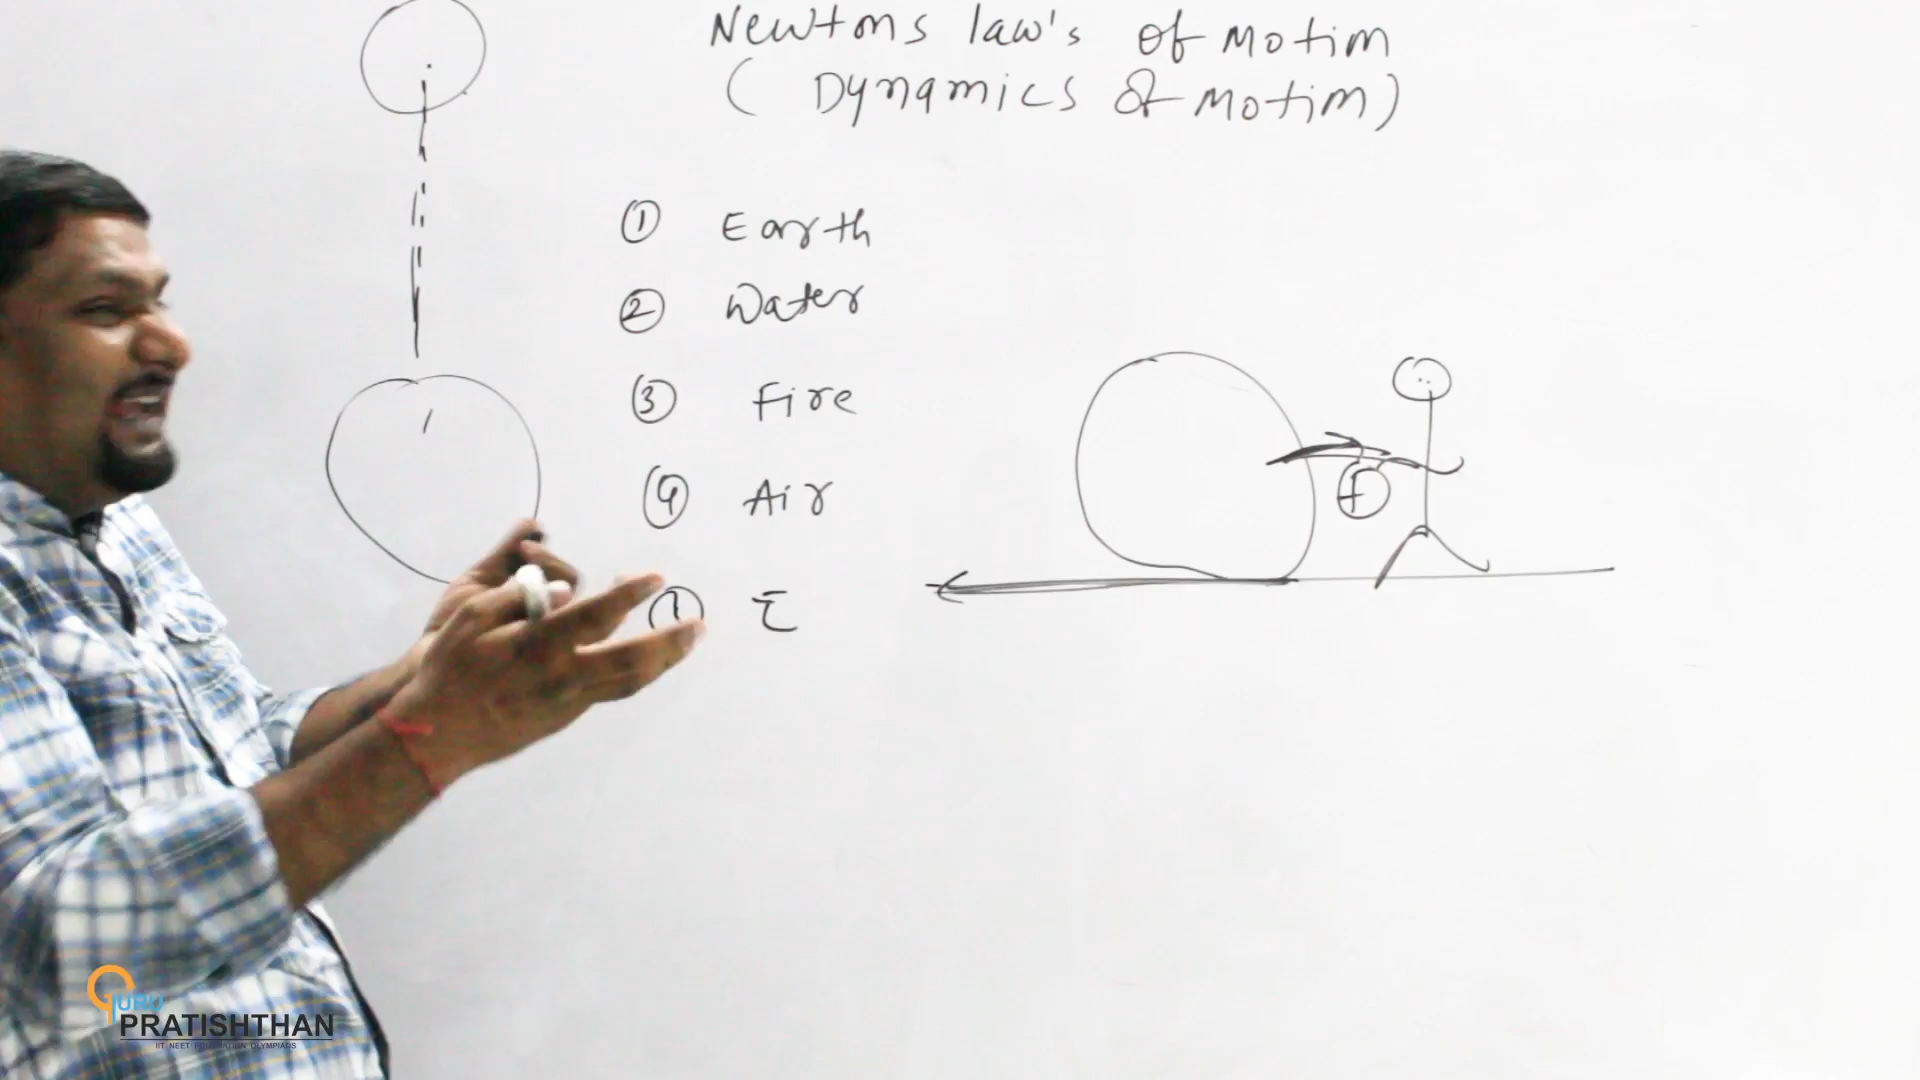 Newtons law's of Motion
( Dynamics of Motion)
① Earth
② Water
③ Fire
④ Air
① E
f
GURU
PRATISHTHAN
IIT NEET FOUNDATION OLYMPIADS